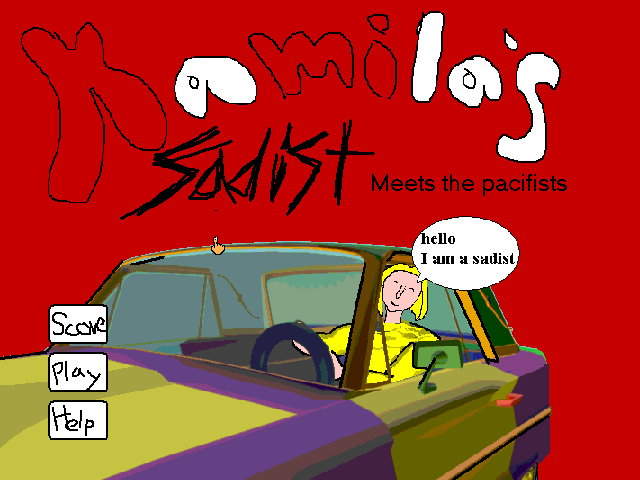 Kamila's
sadist
Meets the pacifists
hello
I am a sadist
Score
Play
Help